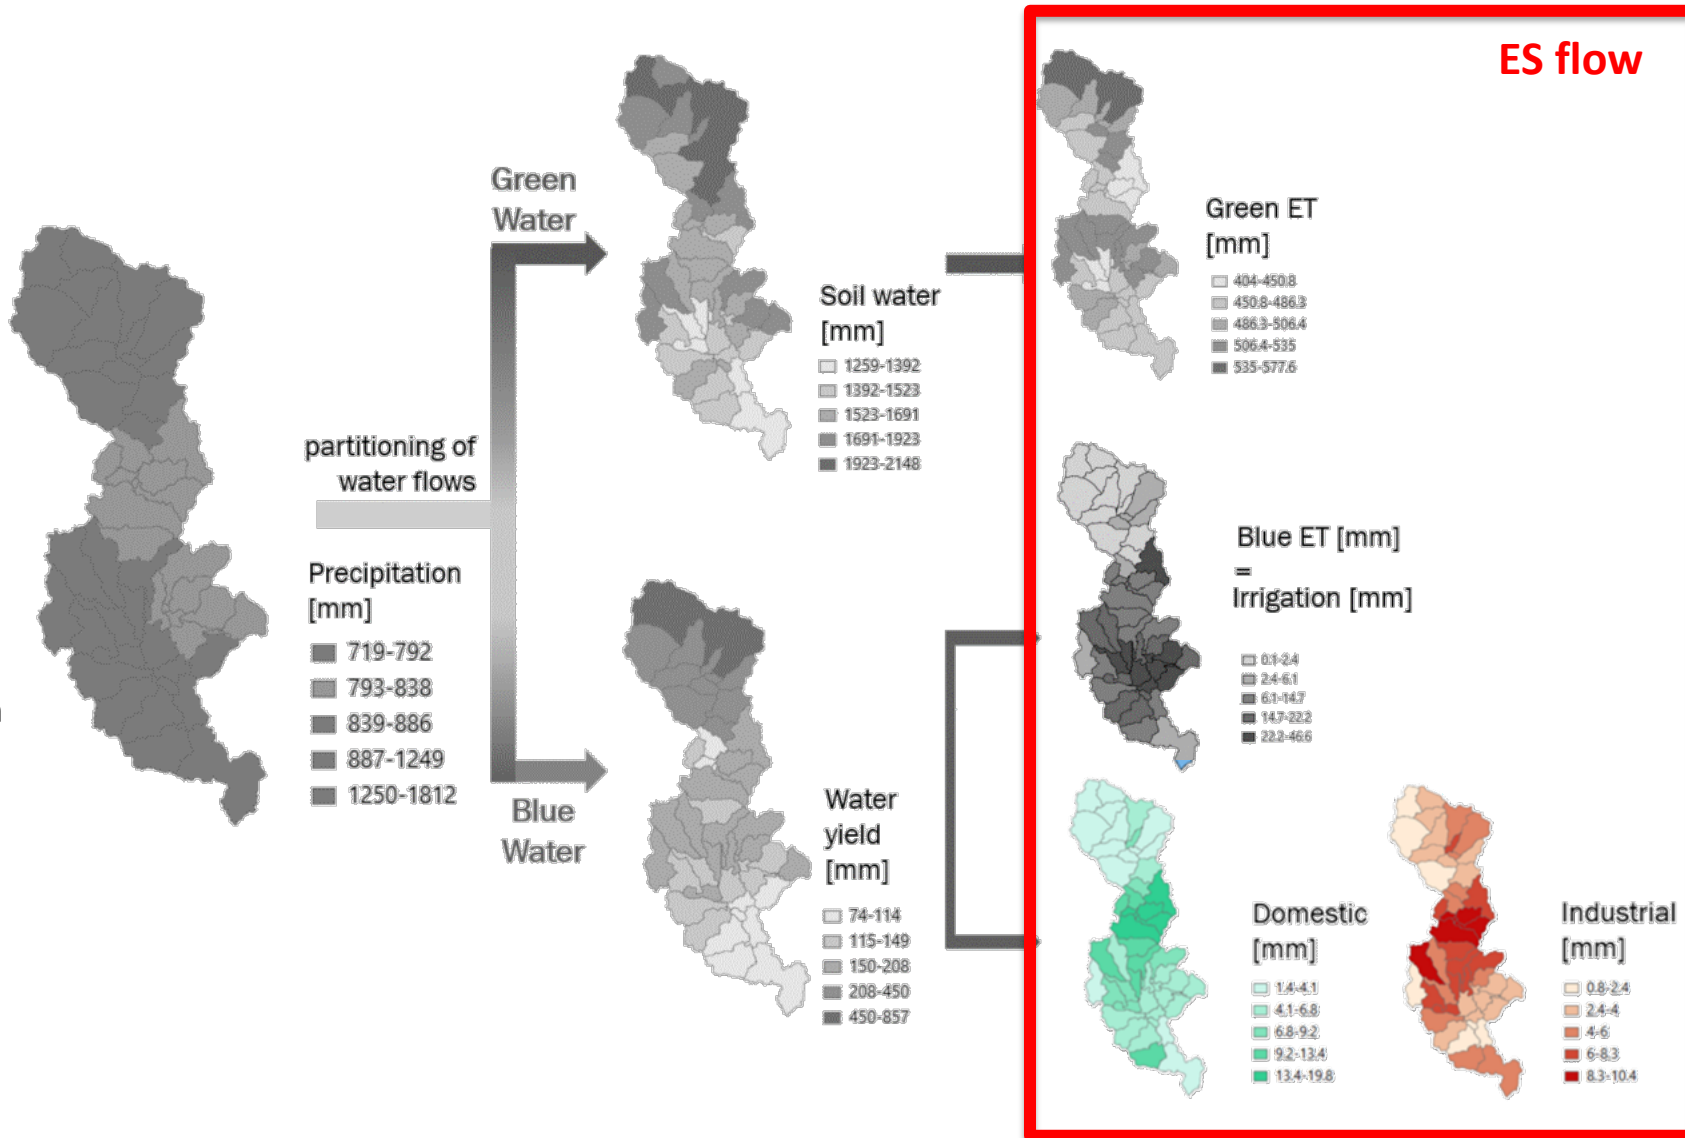 ES flow
Green
Water
Green ET
[mm]
404-450.8
450.8-486.3
486.3-506.4
506.4-535
535-577.6
Soil water
[mm]
1259-1392
1392-1523
1523-1691
1691-1923
1923-2148
partitioning of
water flows
Precipitation
[mm]
719-792
793-838
839-886
887-1249
1250-1812
Blue ET [mm]
=
Irrigation [mm]
0.1-2.4
2.4-6.1
6.1-14.7
14.7-22.2
22.2-46.6
Blue
Water
Water
yield
[mm]
74-114
115-149
150-208
208-450
450-857
Domestic
[mm]
1.4-4.1
4.1-6.8
6.8-9.2
9.2-13.4
13.4-19.8
Industrial
[mm]
0.8-2.4
2.4-4
4-6
6-8.3
8.3-10.4